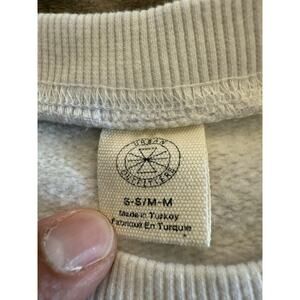 URBAN
OUTFITTERS
S-S/M-M
Made in Turkey
Fabriqué En Turquie